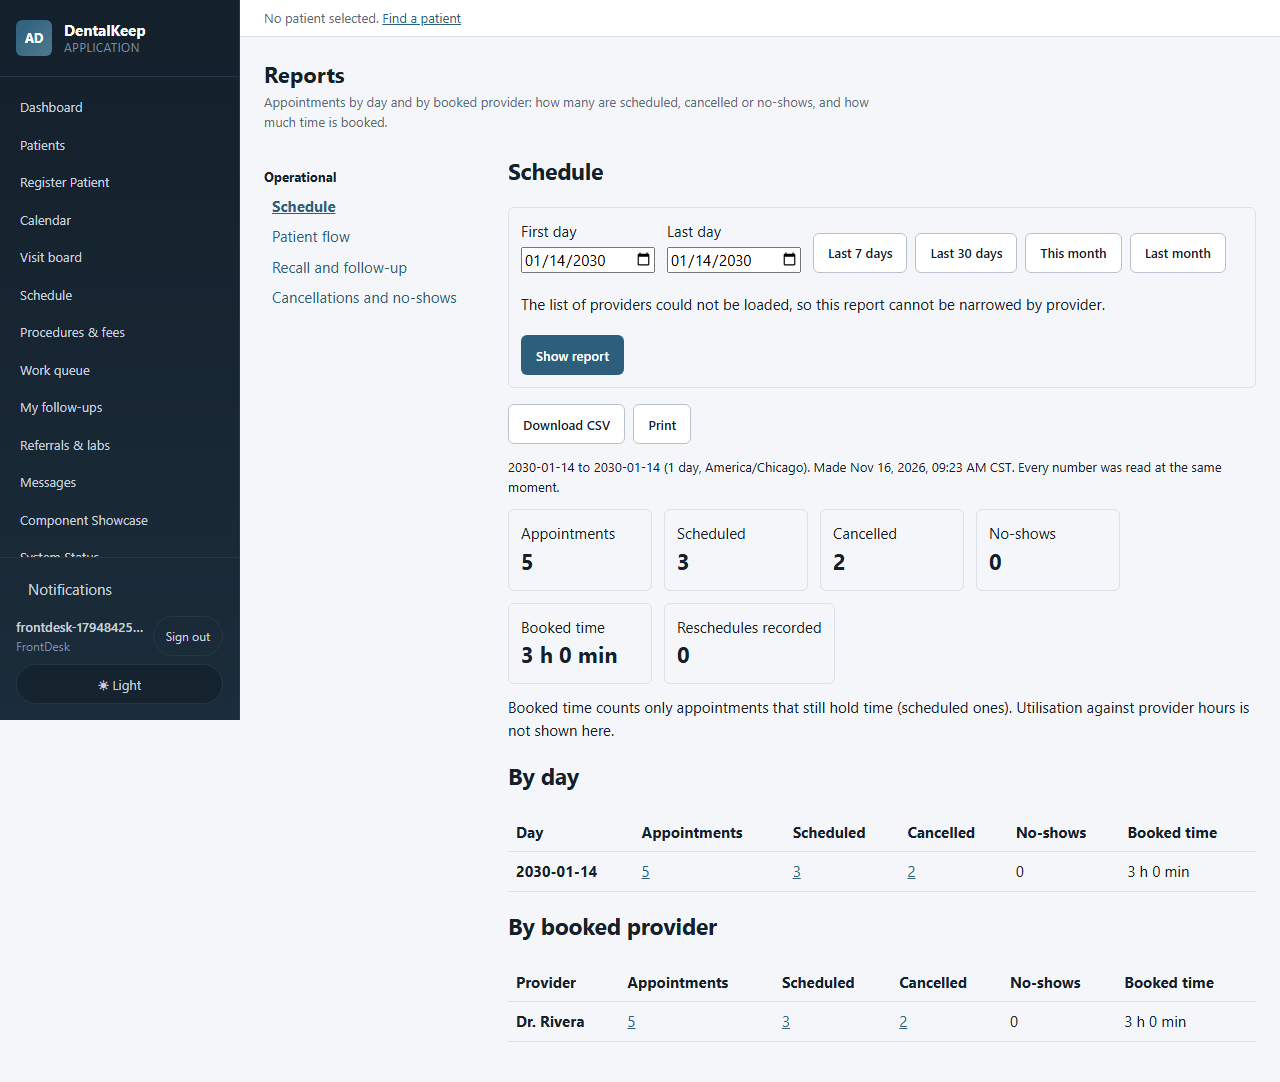 AD
DentalKeep
APPLICATION
Dashboard
Patients
Register Patient
Calendar
Visit board
Schedule
Procedures & fees
Work queue
My follow-ups
Referrals & labs
Messages
Component Showcase
System Status
Notifications
frontdesk-17948425...
FrontDesk
Sign out
☀ Light
No patient selected. Find a patient
Reports
Appointments by day and by booked provider: how many are scheduled, cancelled or no-shows, and how
much time is booked.
Operational
Schedule
Patient flow
Recall and follow-up
Cancellations and no-shows
Schedule
First day
01/14/2030
Last day
01/14/2030
Last 7 days
Last 30 days
This month
Last month
The list of providers could not be loaded, so this report cannot be narrowed by provider.
Show report
Download CSV
Print
2030-01-14 to 2030-01-14 (1 day, America/Chicago). Made Nov 16, 2026, 09:23 AM CST. Every number was read at the same
moment.
Appointments
5
Scheduled
3
Cancelled
2
No-shows
0
Booked time
3 h 0 min
Reschedules recorded
0
Booked time counts only appointments that still hold time (scheduled ones). Utilisation against provider hours is
not shown here.
By day
Day Appointments Scheduled Cancelled No-shows Booked time
2030-01-14 5 3 2 0 3 h 0 min
By booked provider
Provider Appointments Scheduled Cancelled No-shows Booked time
Dr. Rivera 5 3 2 0 3 h 0 min